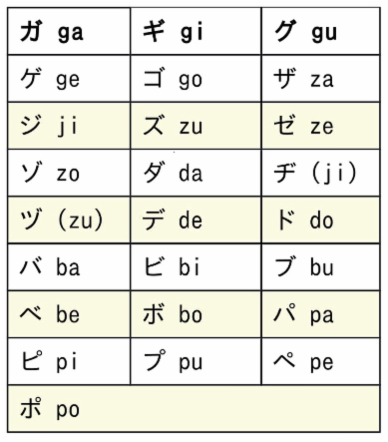 ガ ga ギ gi グ gu
ゲ ge ゴ go ザ za
ジ ji ズ zu ゼ ze
ゾ zo ダ da ヂ (ji)
ヅ (zu) デ de ド do
バ ba ビ bi ブ bu
ベ be ボ bo パ pa
ピ pi プ pu ペ pe
ポ po